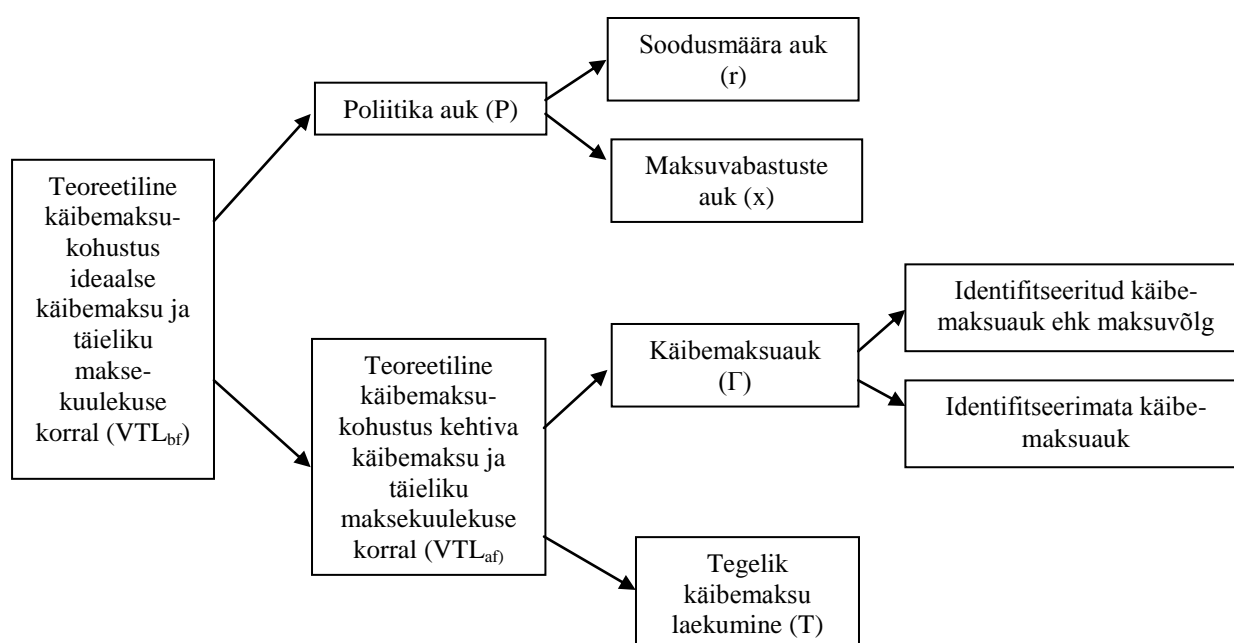 Soodusmäära auk
(r)
Poliitika auk (P)
Maksuvabastuste
auk (x)
Teoreetiline
käibemaksu-
kohustus
ideaalse
käibemaksu ja
täieliku
makse-
kuulekuse
korral (VTLbf)
Teoreetiline
käibemaksu-
kohustus kehtiva
käibemaksu ja
täieliku
maksekuulekuse
korral (VTLaf)
Käibemaksuauk
(Γ)
Identifitseeritud käibe-
maksuauk ehk maksuvõlg
Identifitseerimata käibe-
maksuauk
Tegelik
käibemaksu
laekumine (T)